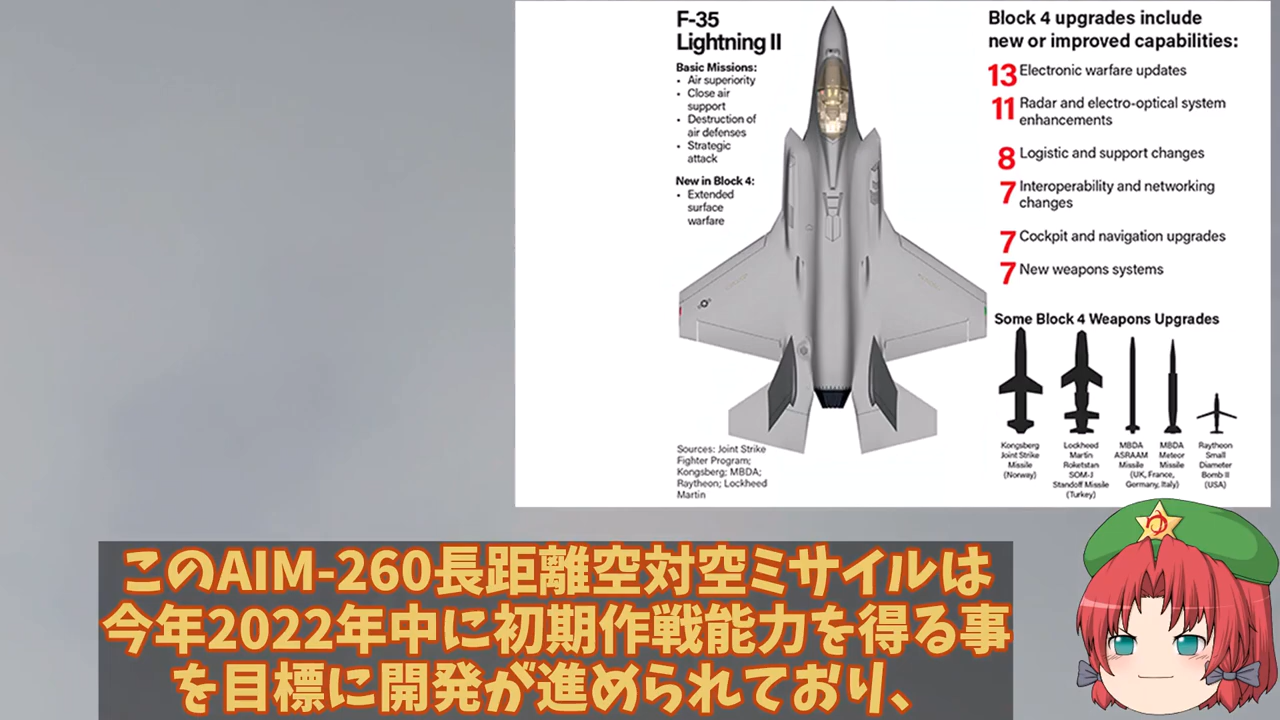 F-35
Lightning II
Basic Missions:
• Air superiority
• Close air
support
• Destruction of
air defenses
• Strategic
attack
New in Block 4:
• Extended
surface
warfare
Sources: Joint Strike
Fighter Program;
Kongsberg; MBDA;
Raytheon; Lockheed
Martin
Block 4 upgrades include
new or improved capabilities:
13 Electronic warfare updates
11 Radar and electro-optical system
enhancements
8 Logistic and support changes
7 Interoperability and networking
changes
7 Cockpit and navigation upgrades
7 New weapons systems
Some Block 4 Weapons Upgrades
Kongsberg
Joint Strike
Missile
(Norway)
Lockheed
Martin
Roketstan
SOM-J
Standoff Missile
(Turkey)
MBDA
ASRAAM
Missile
MBDA
Meteor
Missile
(UK, France,
Germany, Italy)
Raytheon
Small
Diameter
Bomb II
(USA)
このAIM-260長距離空対空ミサイルは
今年2022年中に初期作戦能力を得る事
を目標に開発が進められており、